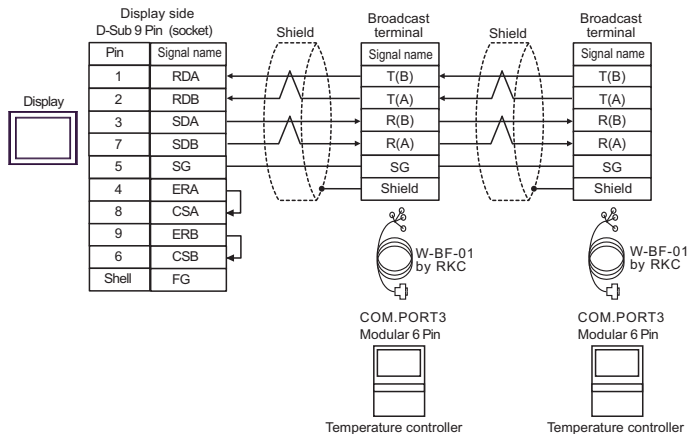 Display side
D-Sub 9 Pin (socket)
Shield
Broadcast
terminal
Shield
Broadcast
terminal
Pin Signal name
Signal name
Signal name
1 RDA
T(B)
T(B)
Display
2 RDB
T(A)
T(A)
3 SDA
R(B)
R(B)
7 SDB
R(A)
R(A)
5 SG
SG
SG
4 ERA
Shield
Shield
8 CSA
9 ERB
6 CSB
Shell FG
W-BF-01
by RKC
W-BF-01
by RKC
COM.PORT3
Modular 6 Pin
COM.PORT3
Modular 6 Pin
Temperature controller
Temperature controller